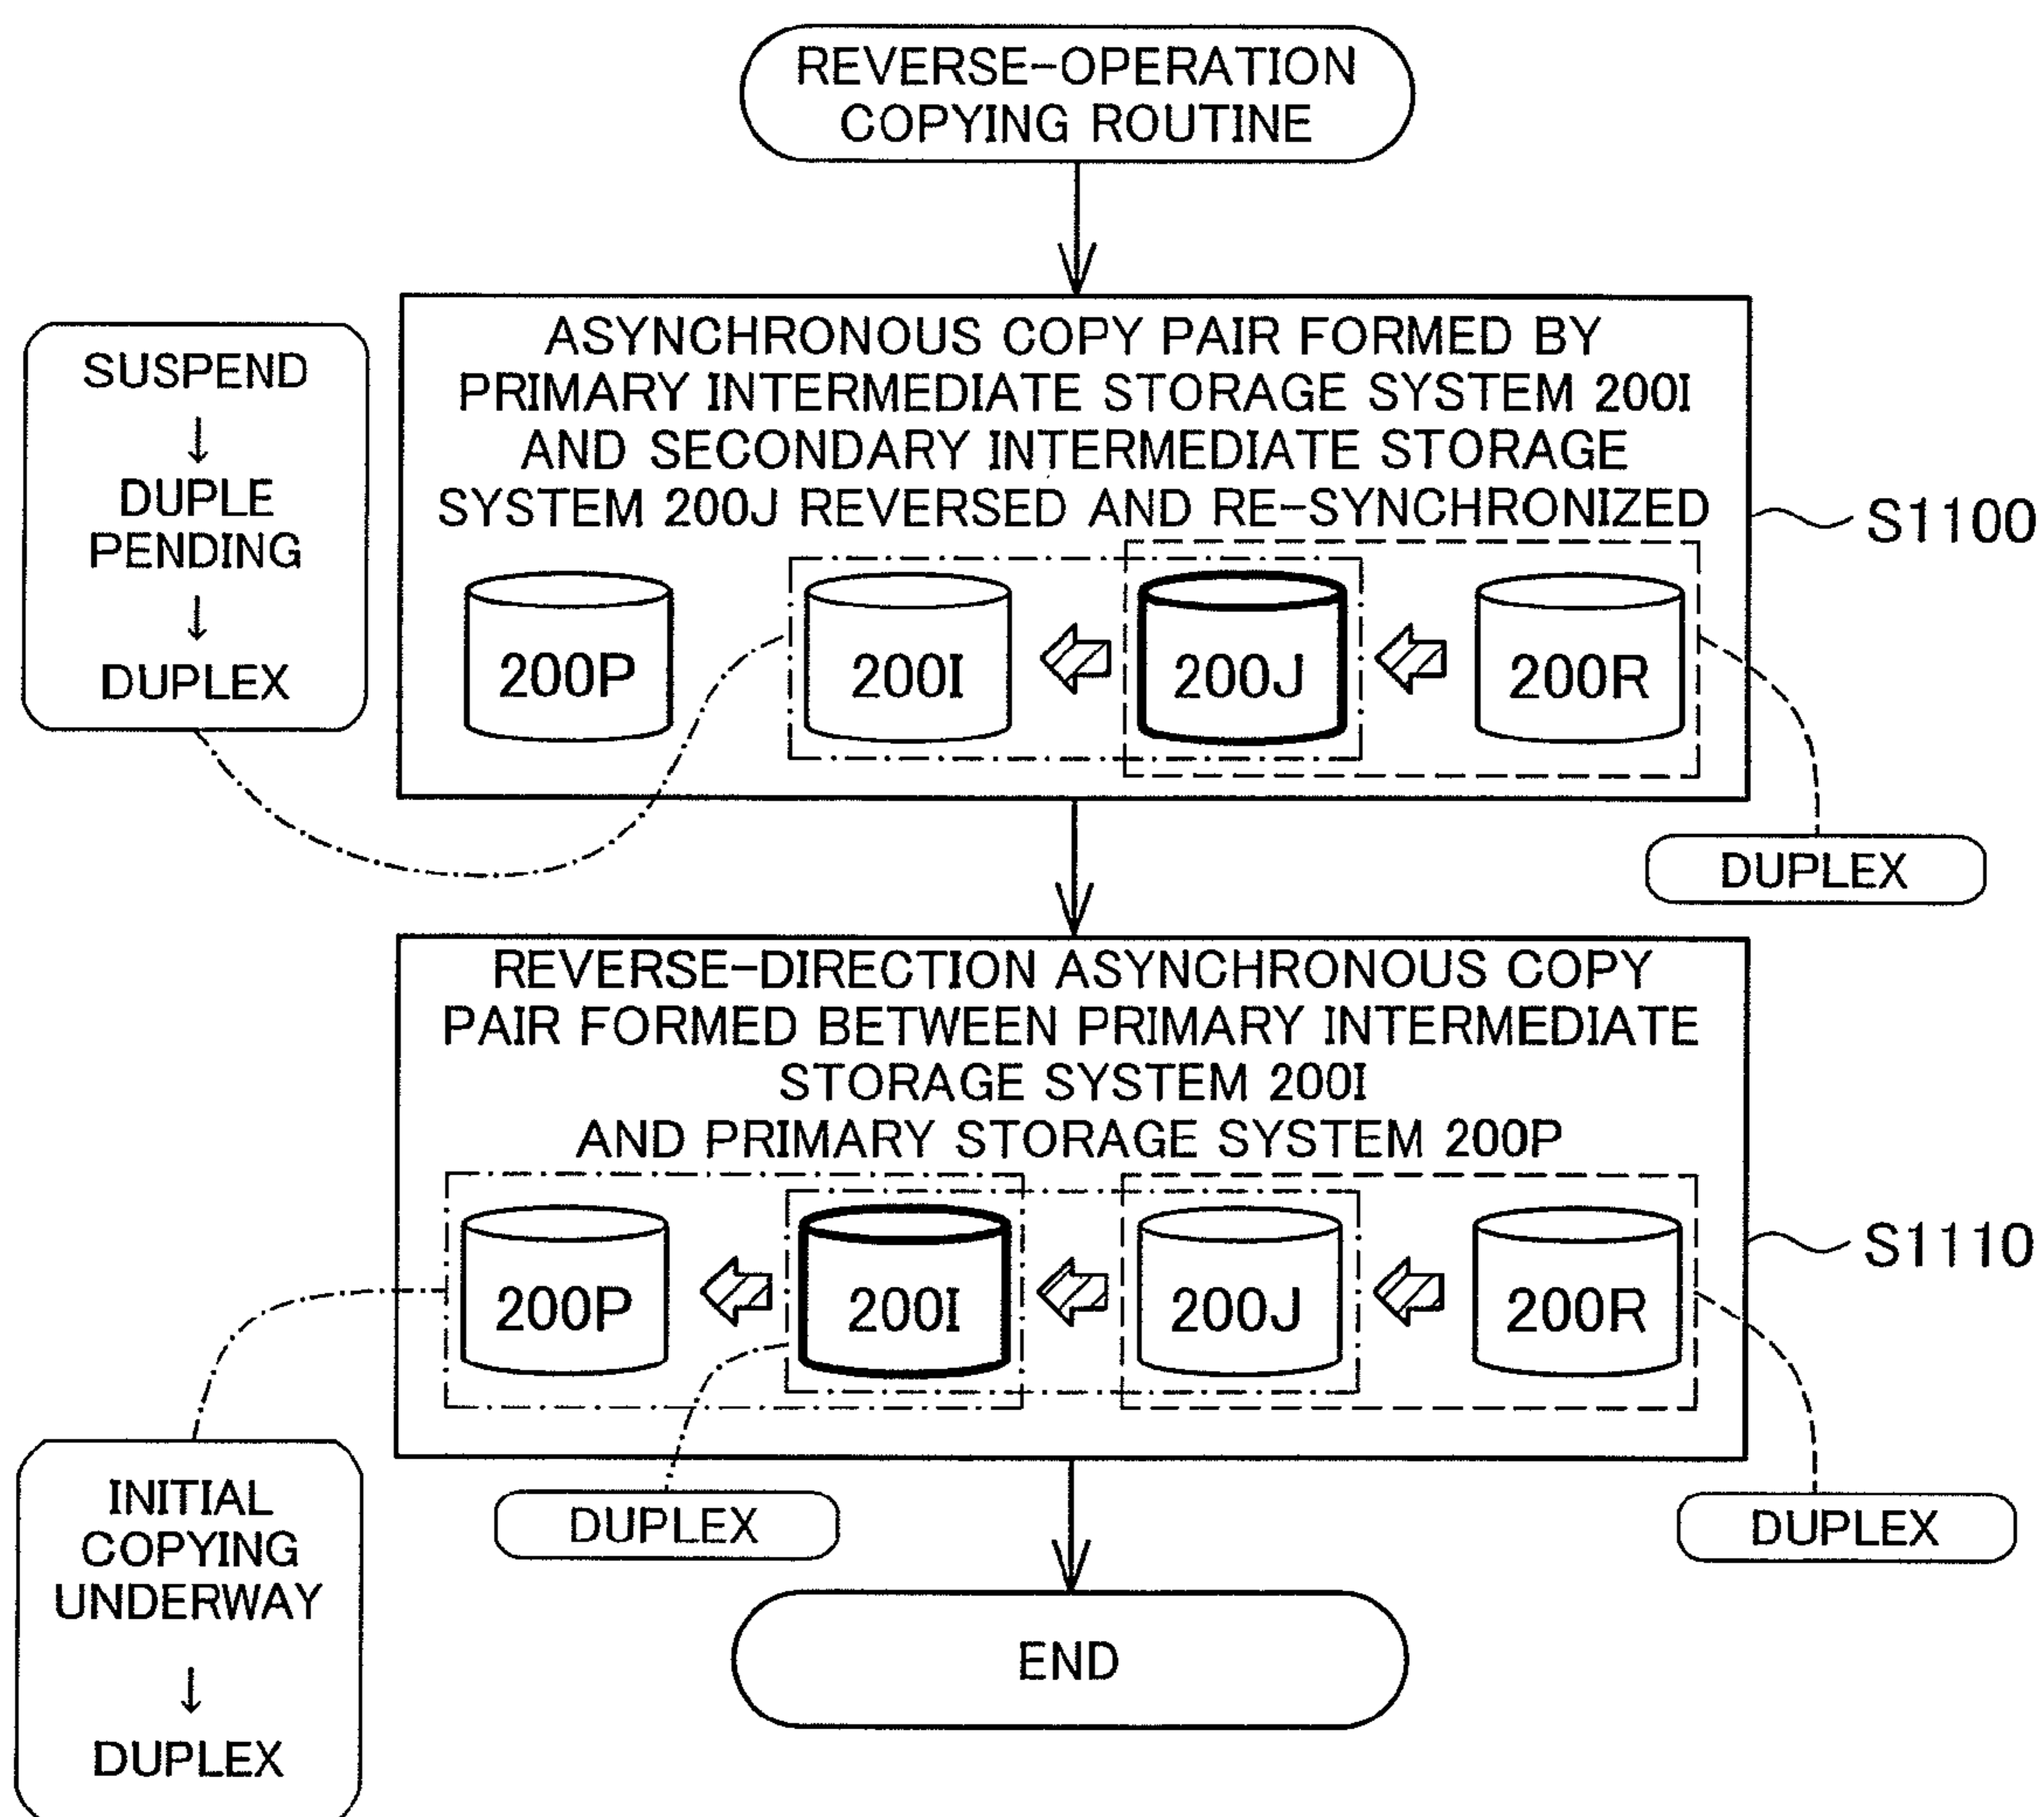 REVERSE-OPERATION
COPYING ROUTINE
SUSPEND
↓
DUPLE
PENDING
↓
DUPLEX
ASYNCHRONOUS COPY PAIR FORMED BY
PRIMARY INTERMEDIATE STORAGE SYSTEM 200I
AND SECONDARY INTERMEDIATE STORAGE
SYSTEM 200J REVERSED AND RE-SYNCHRONIZED
S1100
200P
200I
200J
200R
DUPLEX
REVERSE-DIRECTION ASYNCHRONOUS COPY
PAIR FORMED BETWEEN PRIMARY INTERMEDIATE
STORAGE SYSTEM 200I
AND PRIMARY STORAGE SYSTEM 200P
S1110
200P
200I
200J
200R
INITIAL
COPYING
UNDERWAY
↓
DUPLEX
DUPLEX
DUPLEX
END